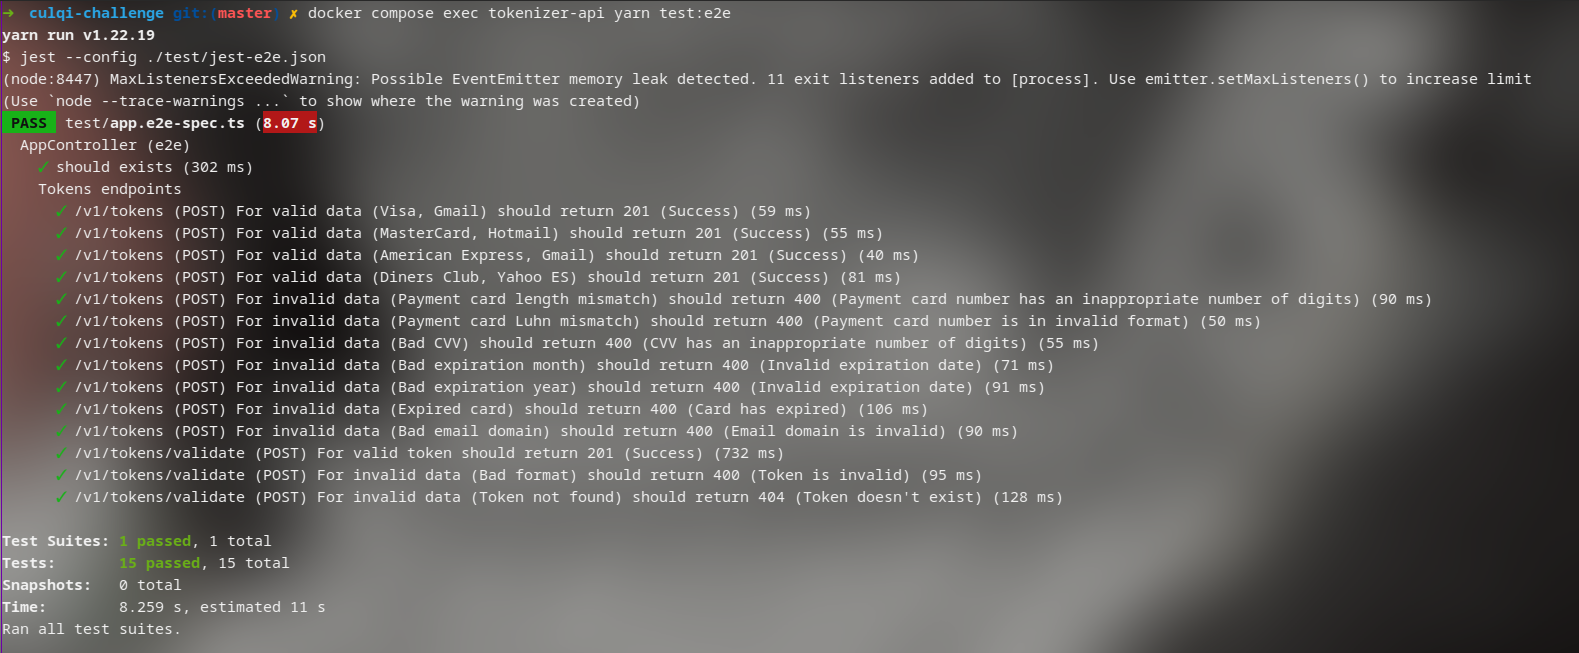 → culqi-challenge git:(master) ✗ docker compose exec tokenizer-api yarn test:e2e
yarn run v1.22.19
$ jest --config ./test/jest-e2e.json
(node:8447) MaxListenersExceededWarning: Possible EventEmitter memory leak detected. 11 exit listeners added to [process]. Use emitter.setMaxListeners() to increase limit
(Use `node --trace-warnings ...` to show where the warning was created)
PASS test/app.e2e-spec.ts (8.07 s)
AppController (e2e)
✓ should exists (302 ms)
Tokens endpoints
✓ /v1/tokens (POST) For valid data (Visa, Gmail) should return 201 (Success) (59 ms)
✓ /v1/tokens (POST) For valid data (MasterCard, Hotmail) should return 201 (Success) (55 ms)
✓ /v1/tokens (POST) For valid data (American Express, Gmail) should return 201 (Success) (40 ms)
✓ /v1/tokens (POST) For valid data (Diners Club, Yahoo ES) should return 201 (Success) (81 ms)
✓ /v1/tokens (POST) For invalid data (Payment card length mismatch) should return 400 (Payment card number has an inappropriate number of digits) (90 ms)
✓ /v1/tokens (POST) For invalid data (Payment card Luhn mismatch) should return 400 (Payment card number is in invalid format) (50 ms)
✓ /v1/tokens (POST) For invalid data (Bad CVV) should return 400 (CVV has an inappropriate number of digits) (55 ms)
✓ /v1/tokens (POST) For invalid data (Bad expiration month) should return 400 (Invalid expiration date) (71 ms)
✓ /v1/tokens (POST) For invalid data (Bad expiration year) should return 400 (Invalid expiration date) (91 ms)
✓ /v1/tokens (POST) For invalid data (Expired card) should return 400 (Card has expired) (106 ms)
✓ /v1/tokens (POST) For invalid data (Bad email domain) should return 400 (Email domain is invalid) (90 ms)
✓ /v1/tokens/validate (POST) For valid token should return 201 (Success) (732 ms)
✓ /v1/tokens/validate (POST) For invalid data (Bad format) should return 400 (Token is invalid) (95 ms)
✓ /v1/tokens/validate (POST) For invalid data (Token not found) should return 404 (Token doesn't exist) (128 ms)
Test Suites: 1 passed, 1 total
Tests: 15 passed, 15 total
Snapshots: 0 total
Time: 8.259 s, estimated 11 s
Ran all test suites.